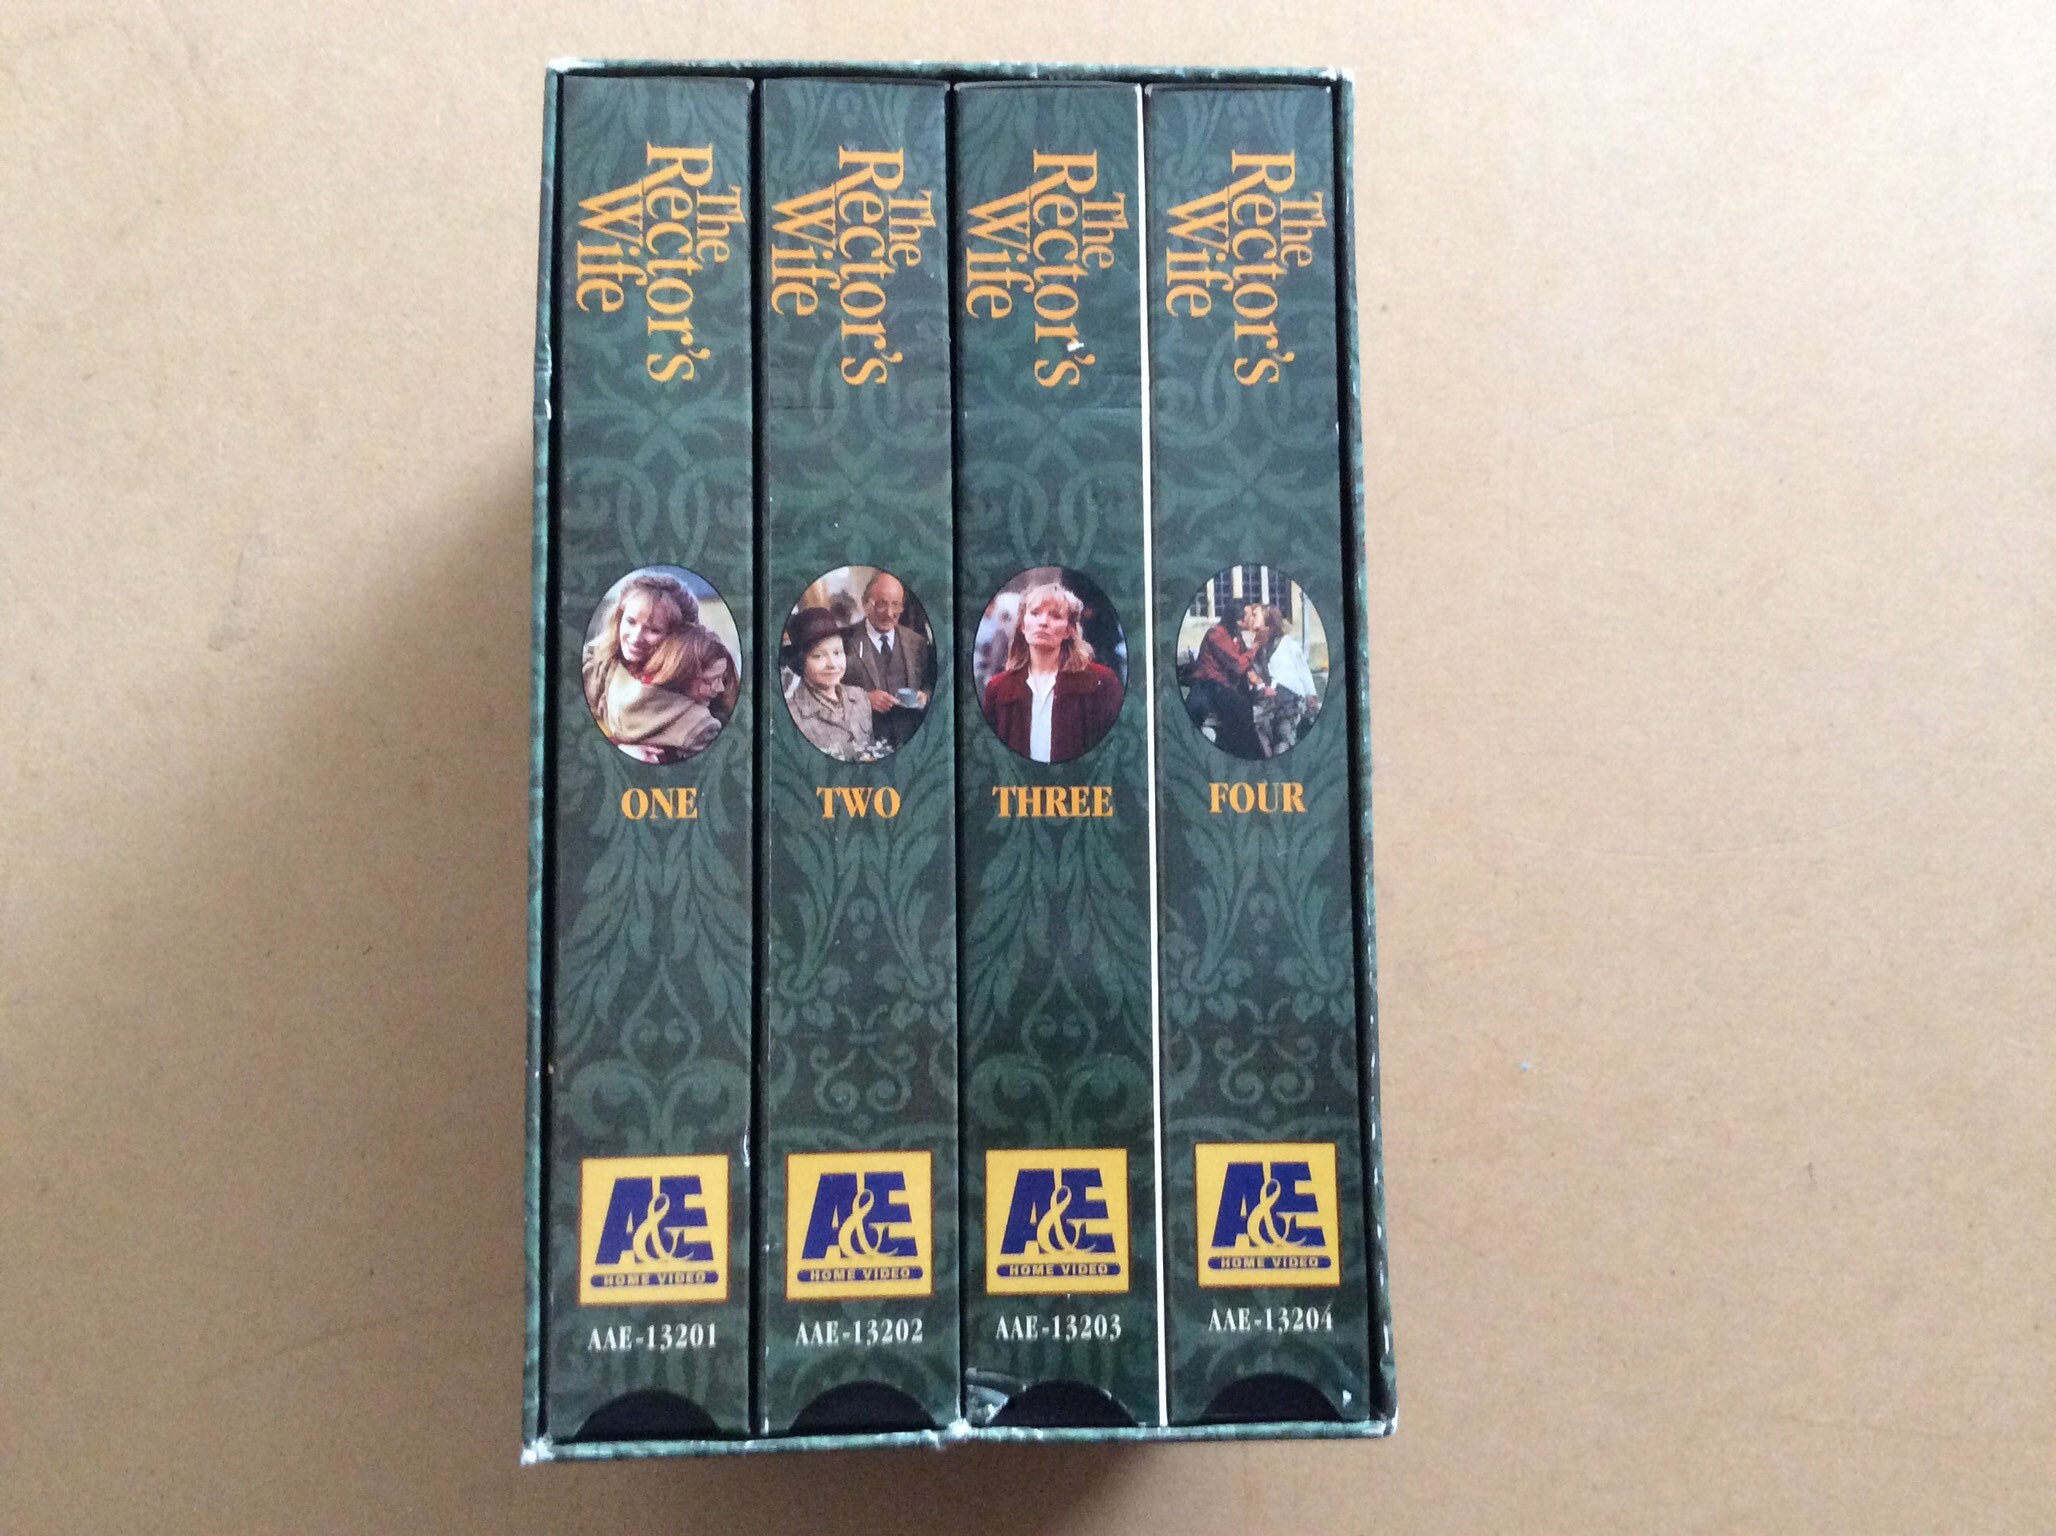 The
Rector's
Wife
ONE
A&E
HOME VIDEO
AAE-13201
The
Rector's
Wife
TWO
A&E
HOME VIDEO
AAE-13202
The
Rector's
Wife
THREE
A&E
HOME VIDEO
AAE-13203
The
Rector's
Wife
FOUR
A&E
HOME VIDEO
AAE-13204